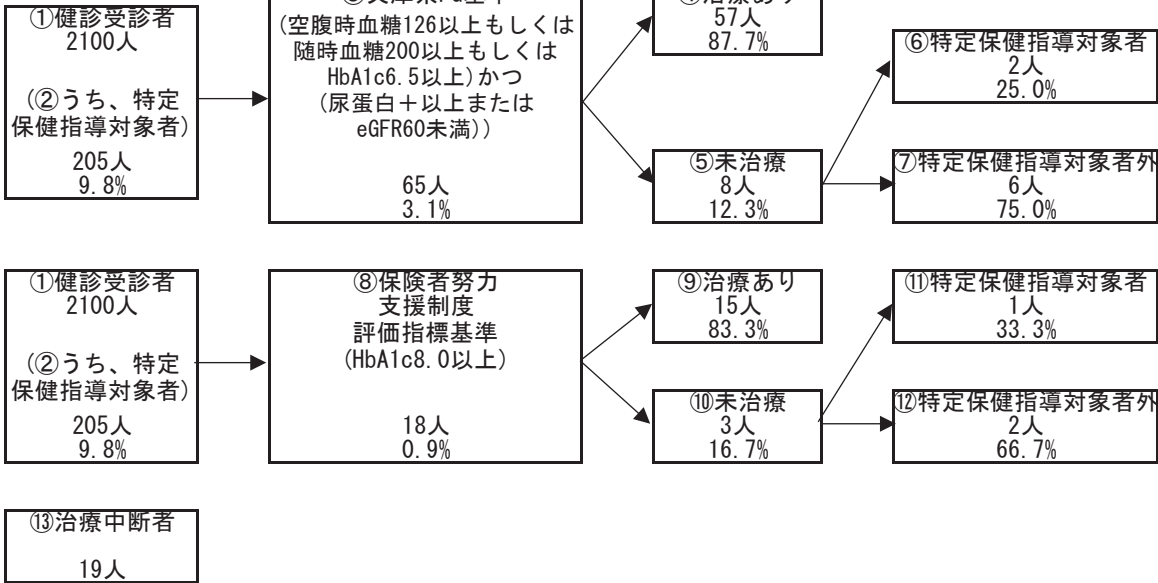 ①健診受診者
2100人
(②うち、特定
保健指導対象者)
205人
9.8%
(空腹時血糖126以上もしくは
随時血糖200以上もしくは
HbA1c6.5以上)かつ
(尿蛋白+以上または
eGFR60未満))
65人
3.1%
④治療あり
57人
87.7%
⑤未治療
8人
12.3%
⑥特定保健指導対象者
2人
25.0%
⑦特定保健指導対象者外
6人
75.0%
①健診受診者
2100人
(②うち、特定
保健指導対象者)
205人
9.8%
⑧保険者努力
支援制度
評価指標基準
(HbA1c8.0以上)
18人
0.9%
⑨治療あり
15人
83.3%
⑩未治療
3人
16.7%
⑪特定保健指導対象者
1人
33.3%
⑫特定保健指導対象者外
2人
66.7%
⑬治療中断者
19人